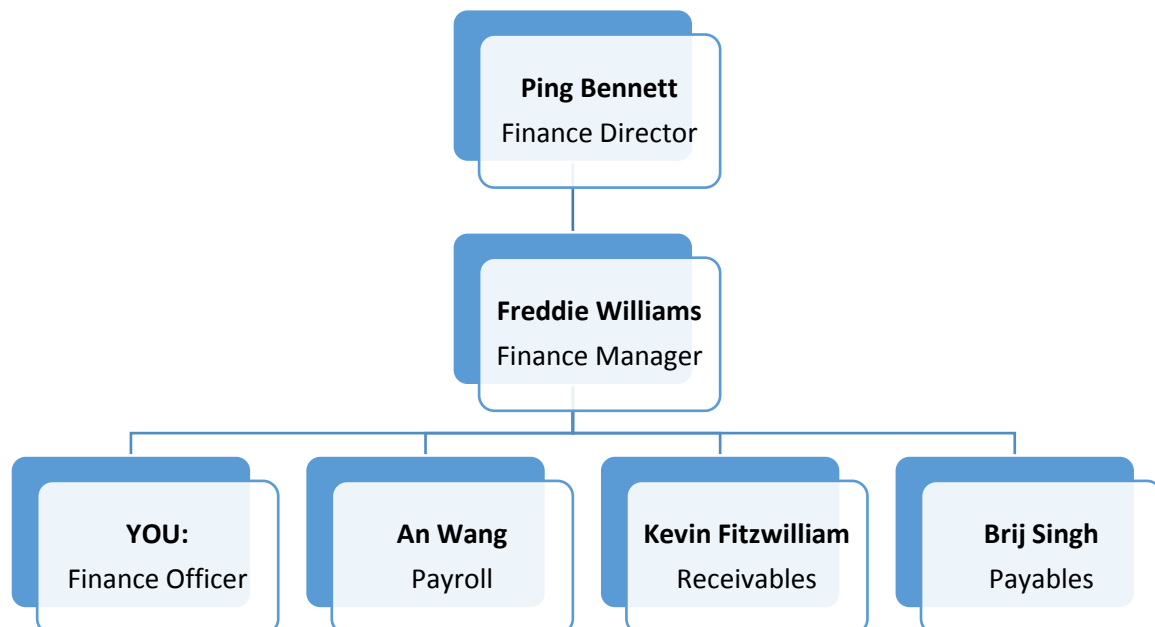 Ping Bennett
Finance Director
Freddie Williams
Finance Manager
YOU:
Finance Officer
An Wang
Payroll
Kevin Fitzwilliam
Receivables
Brij Singh
Payables